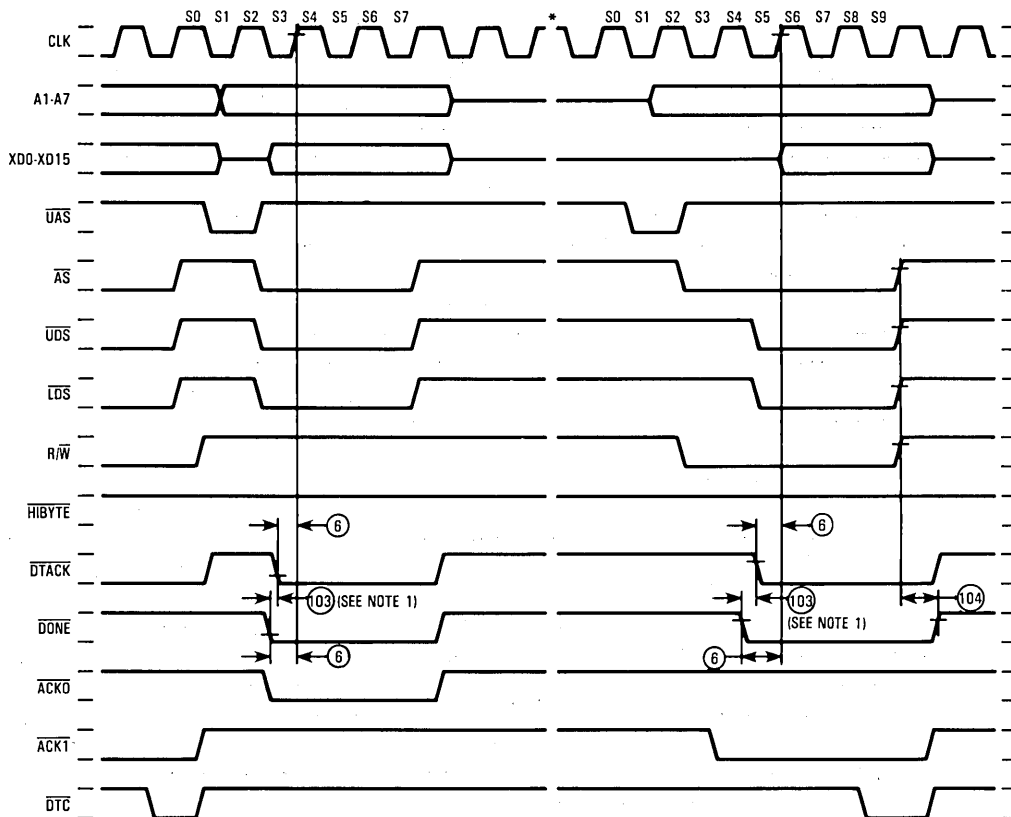 S0 S1 S2 S3 S4 S5 S6 S7 * S0 S1 S2 S3 S4 S5 S6 S7 S8 S9
CLK
A1-A7
XD0-XD15
UAS
AS
UDS
LDS
R/W
HIBYTE
6 6
DTACK
103 (SEE NOTE 1) 103 104
(SEE NOTE 1)
DONE
6 6
ACK0
ACK1
DTC